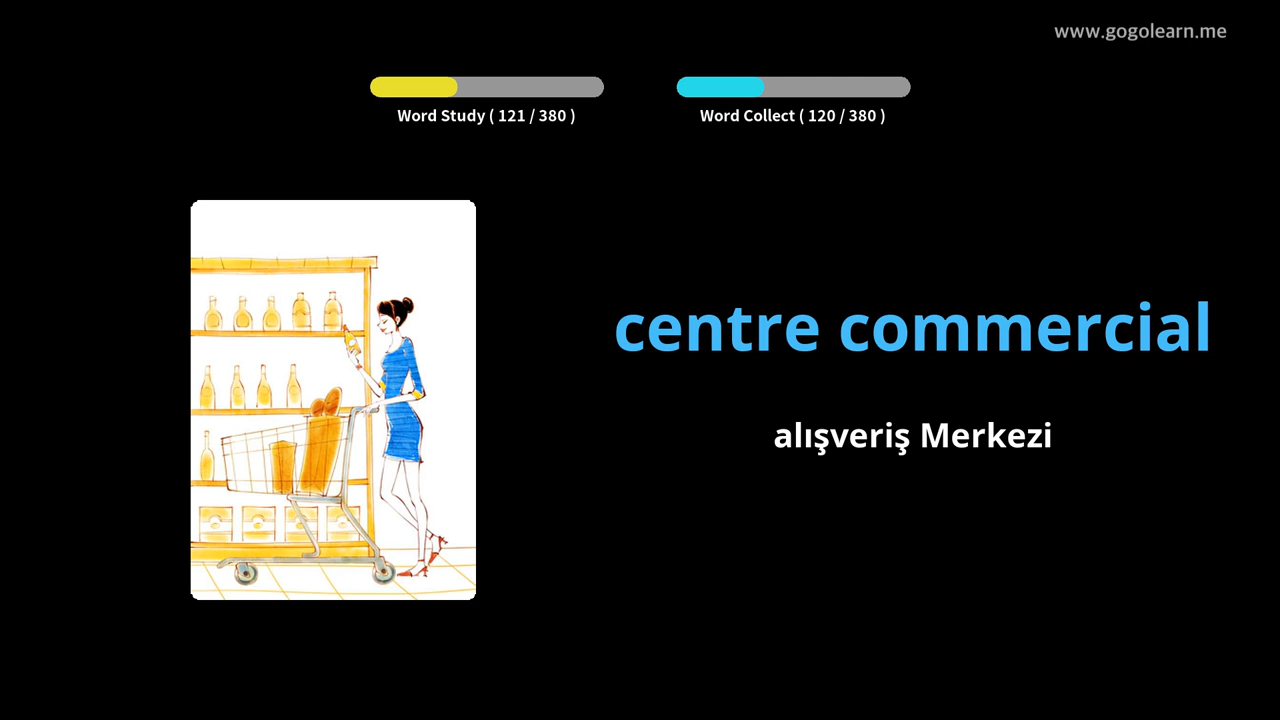 www.gogolearn.me
Word Study ( 121 / 380 )
Word Collect ( 120 / 380 )
centre commercial
alışveriş Merkezi